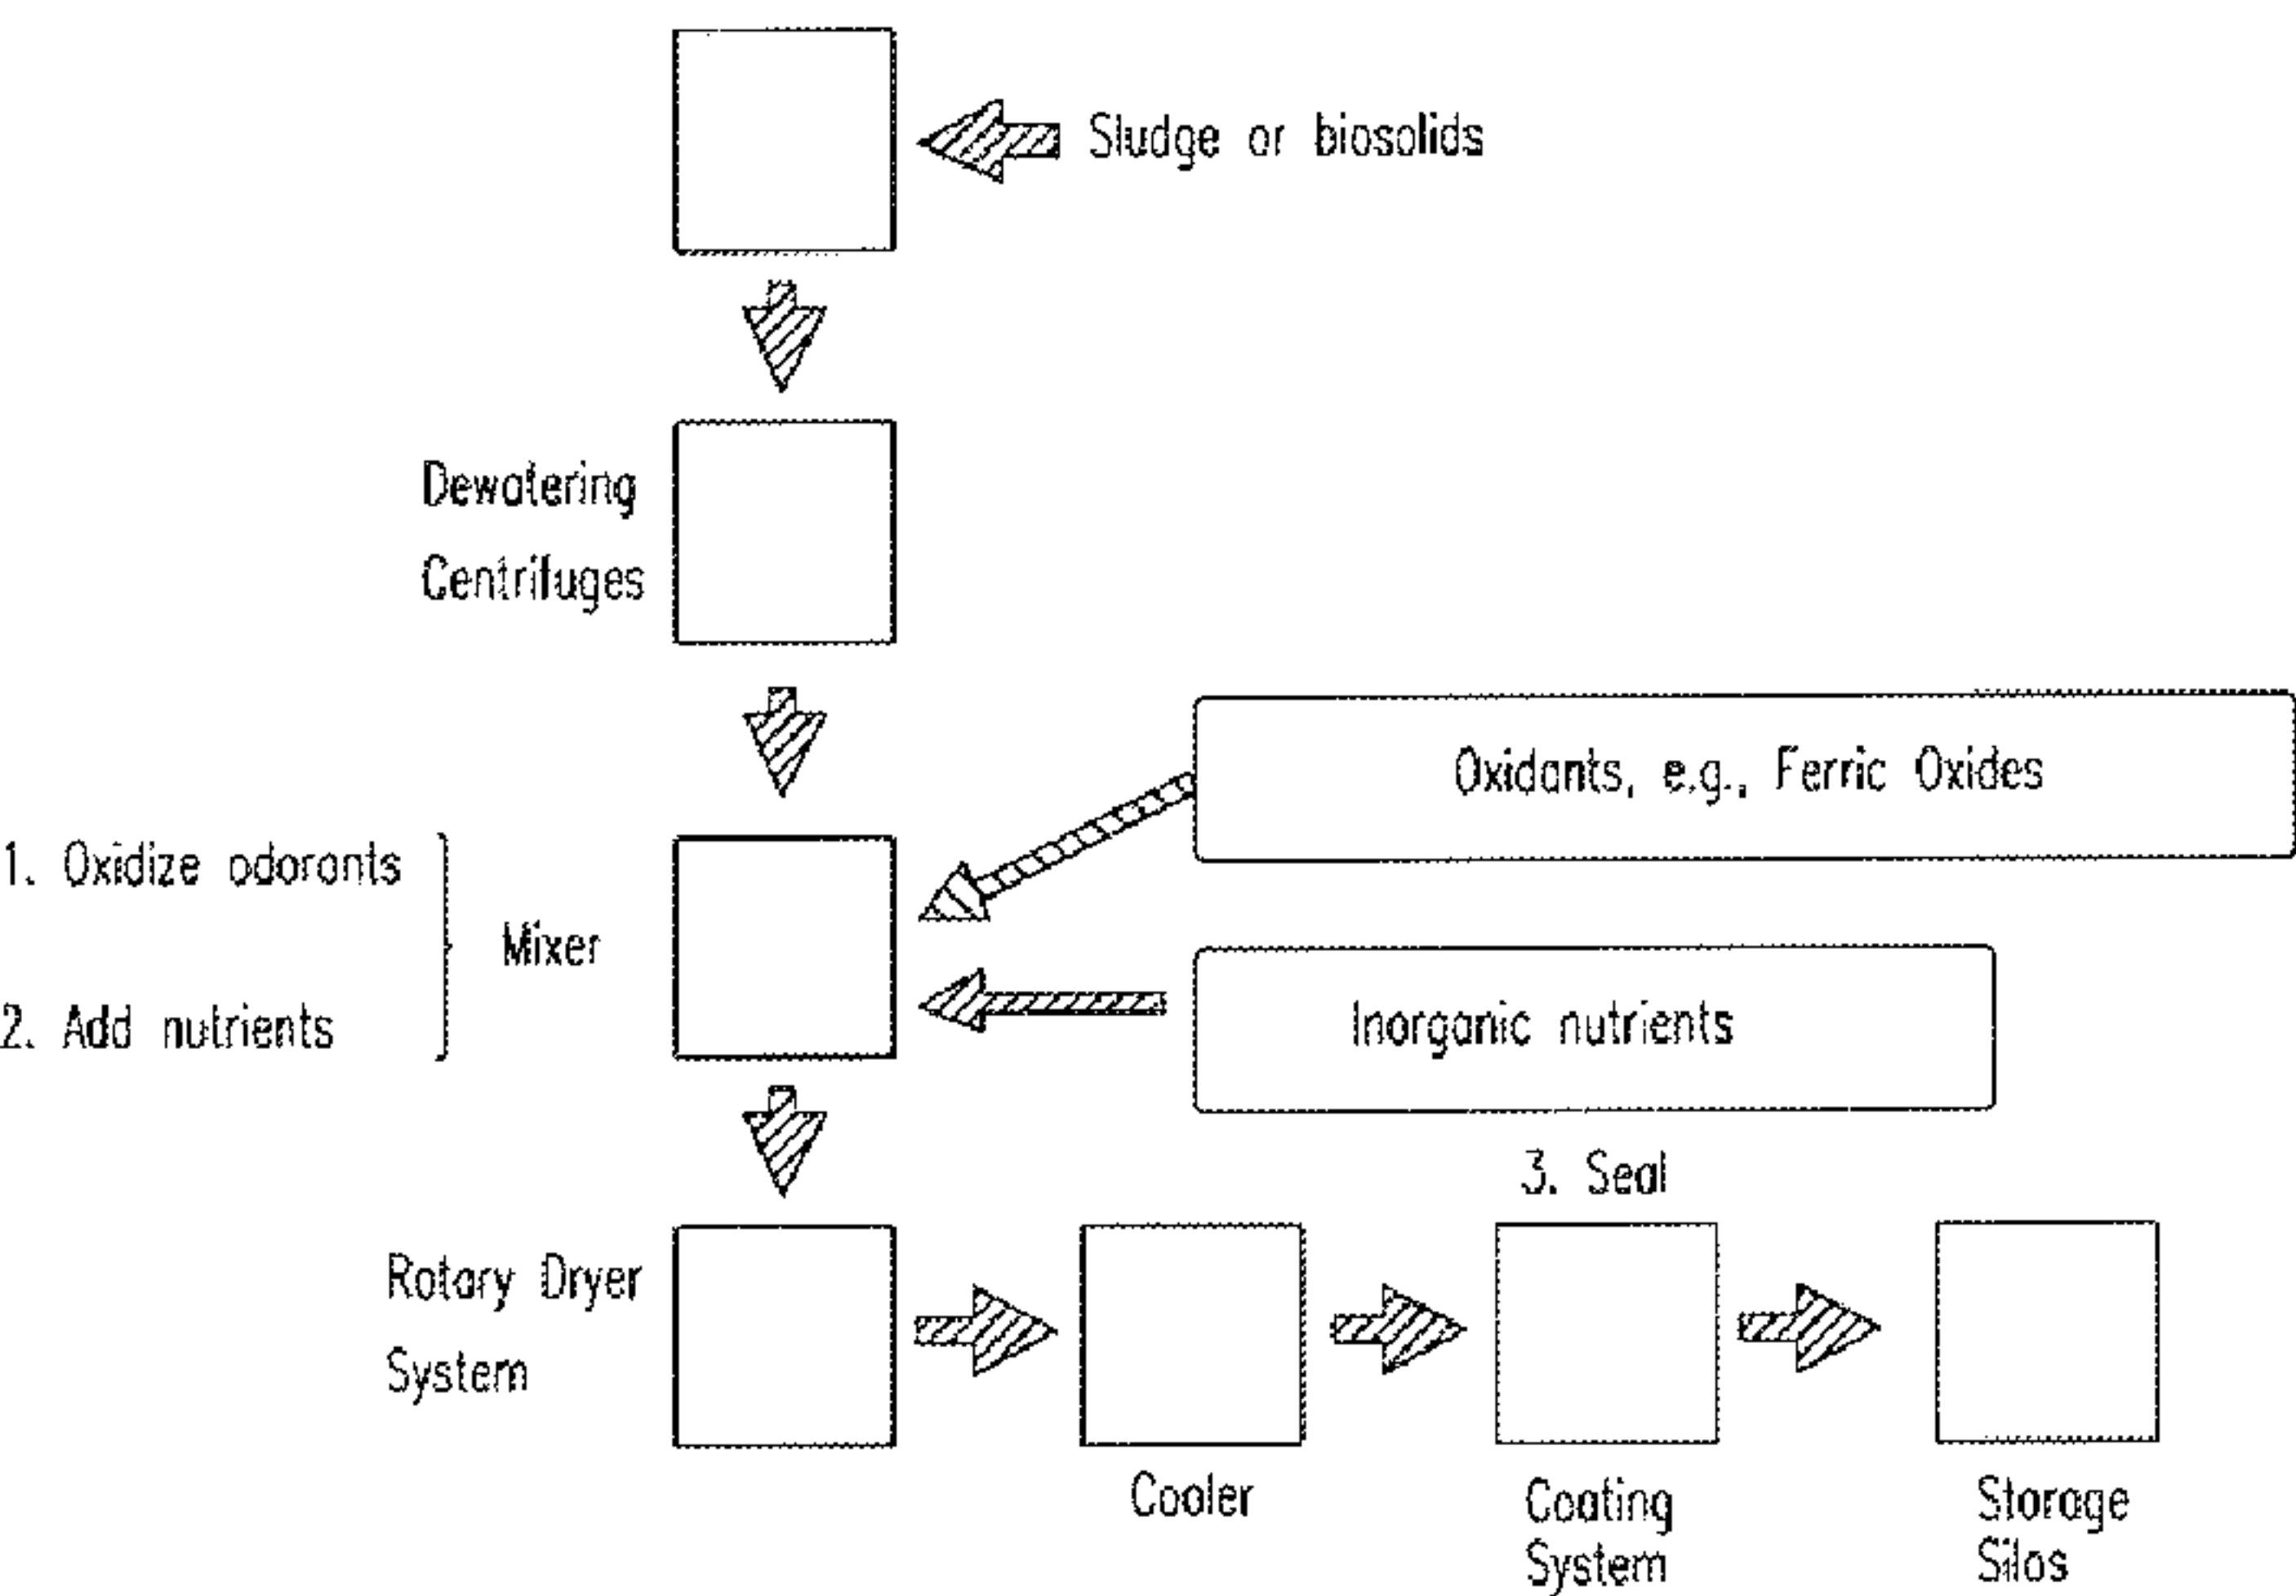 Sludge or biosolids
Dewatering
Centrifuges
Oxidants, e.g., Ferric Oxides
1. Oxidize odorants
Mixer
2. Add nutrients
Inorganic nutrients
3. Seal
Rotary Dryer
System
Cooler
Coating
System
Storage
Silos